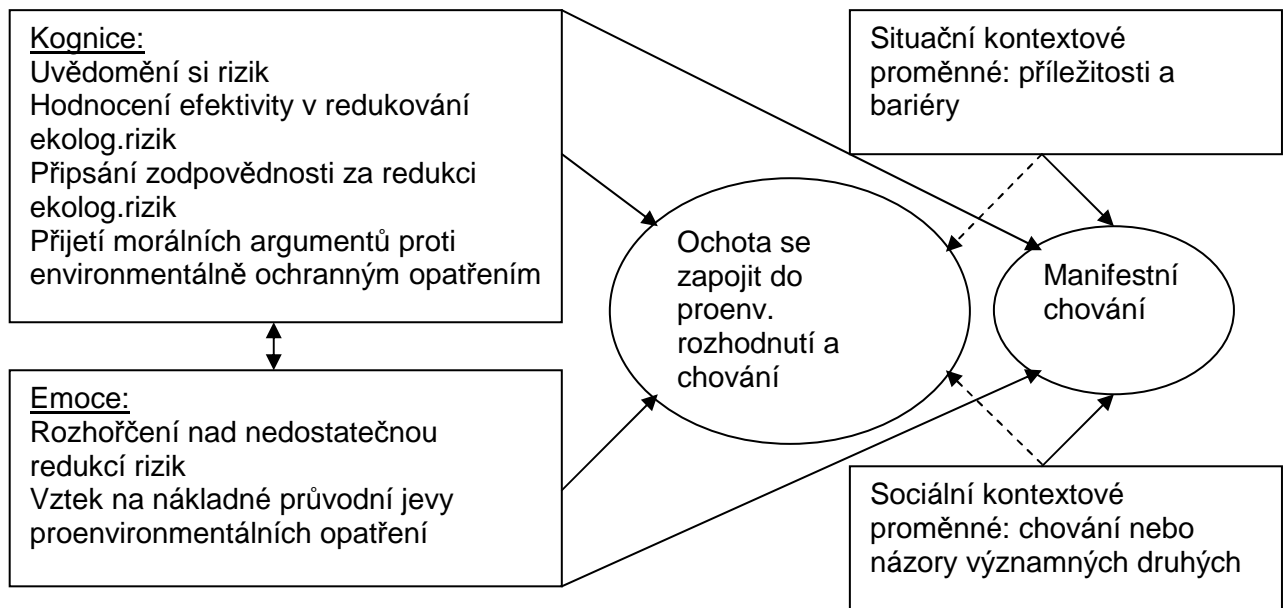 Kognice:
Uvědomění si rizik
Hodnocení efektivity v redukování
ekolog.rizik
Připsání zodpovědnosti za redukci
ekolog.rizik
Přijetí morálních argumentů proti
environmentálně ochranným opatřením
Emoce:
Rozhořčení nad nedostatečnou
redukcí rizik
Vztek na nákladné průvodní jevy
proenvironmentálních opatření
Ochota se
zapojit do
proenv.
rozhodnutí a
chování
Situační kontextové
proměnné: příležitosti a
bariéry
Manifestní
chování
Sociální kontextové
proměnné: chování nebo
názory významných druhých